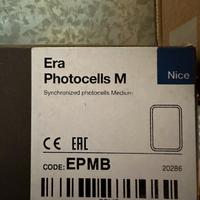 Era
Photocells M
Nice
Synchronized photocells Medium
CE EAC
CODE: EPMB
20286